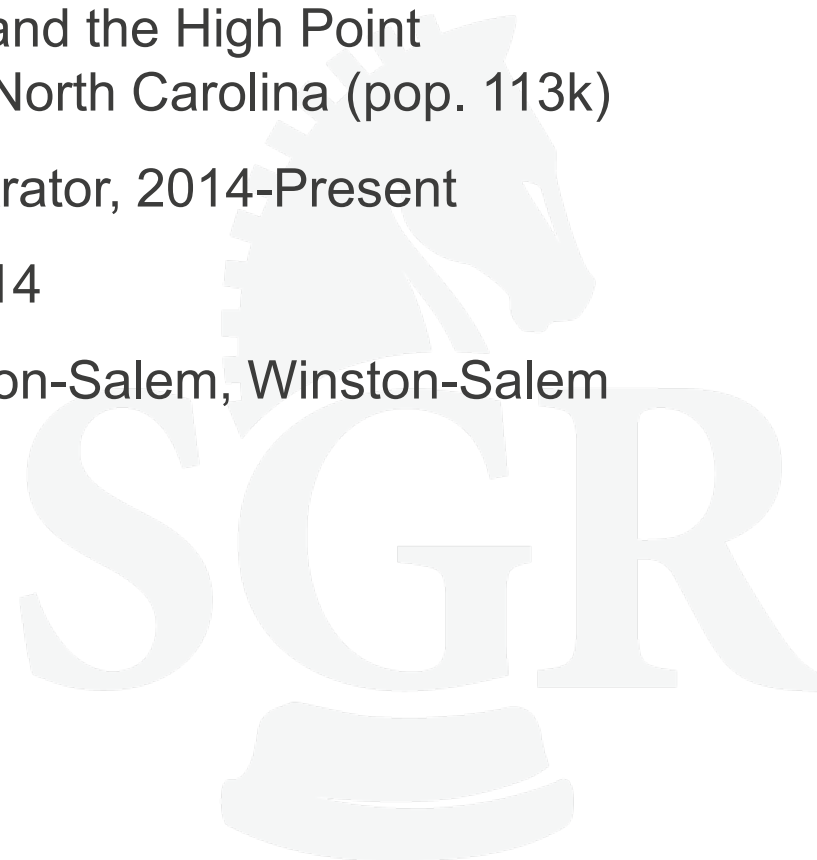 and the High Point
North Carolina (pop. 113k)
rator, 2014-Present
14
on-Salem, Winston-Salem
SGR